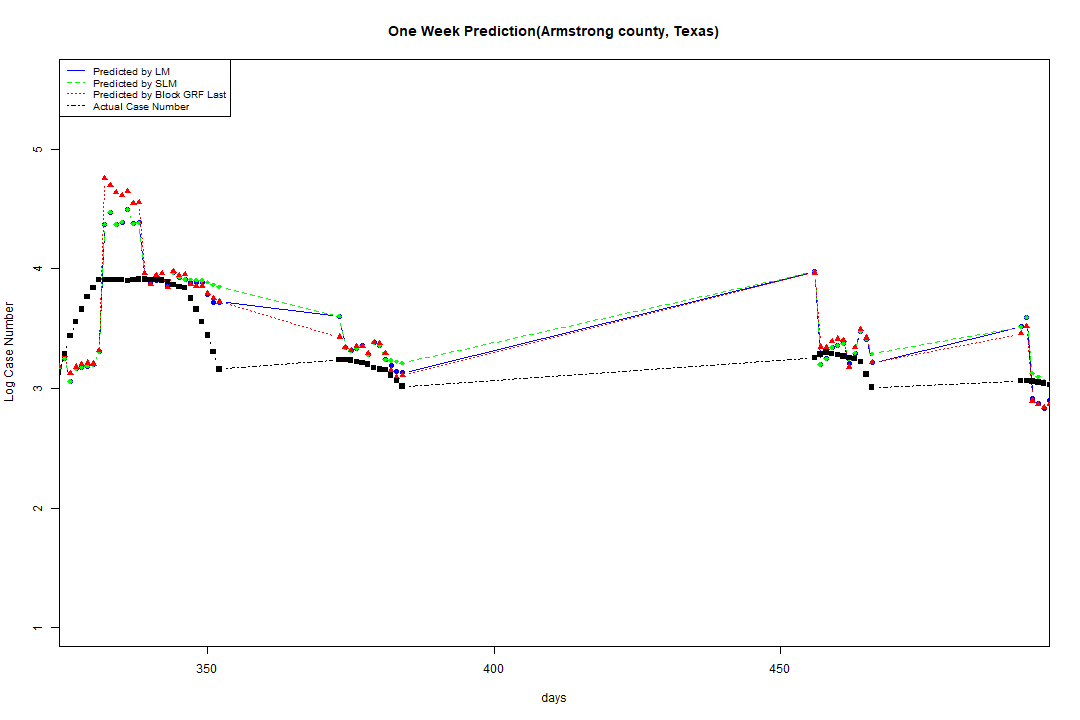 One Week Prediction(Armstrong county, Texas)
Predicted by LM
Predicted by SLM
Predicted by Block GRF Last
Actual Case Number
5
4
3
2
1
Log Case Number
350
400
450
days